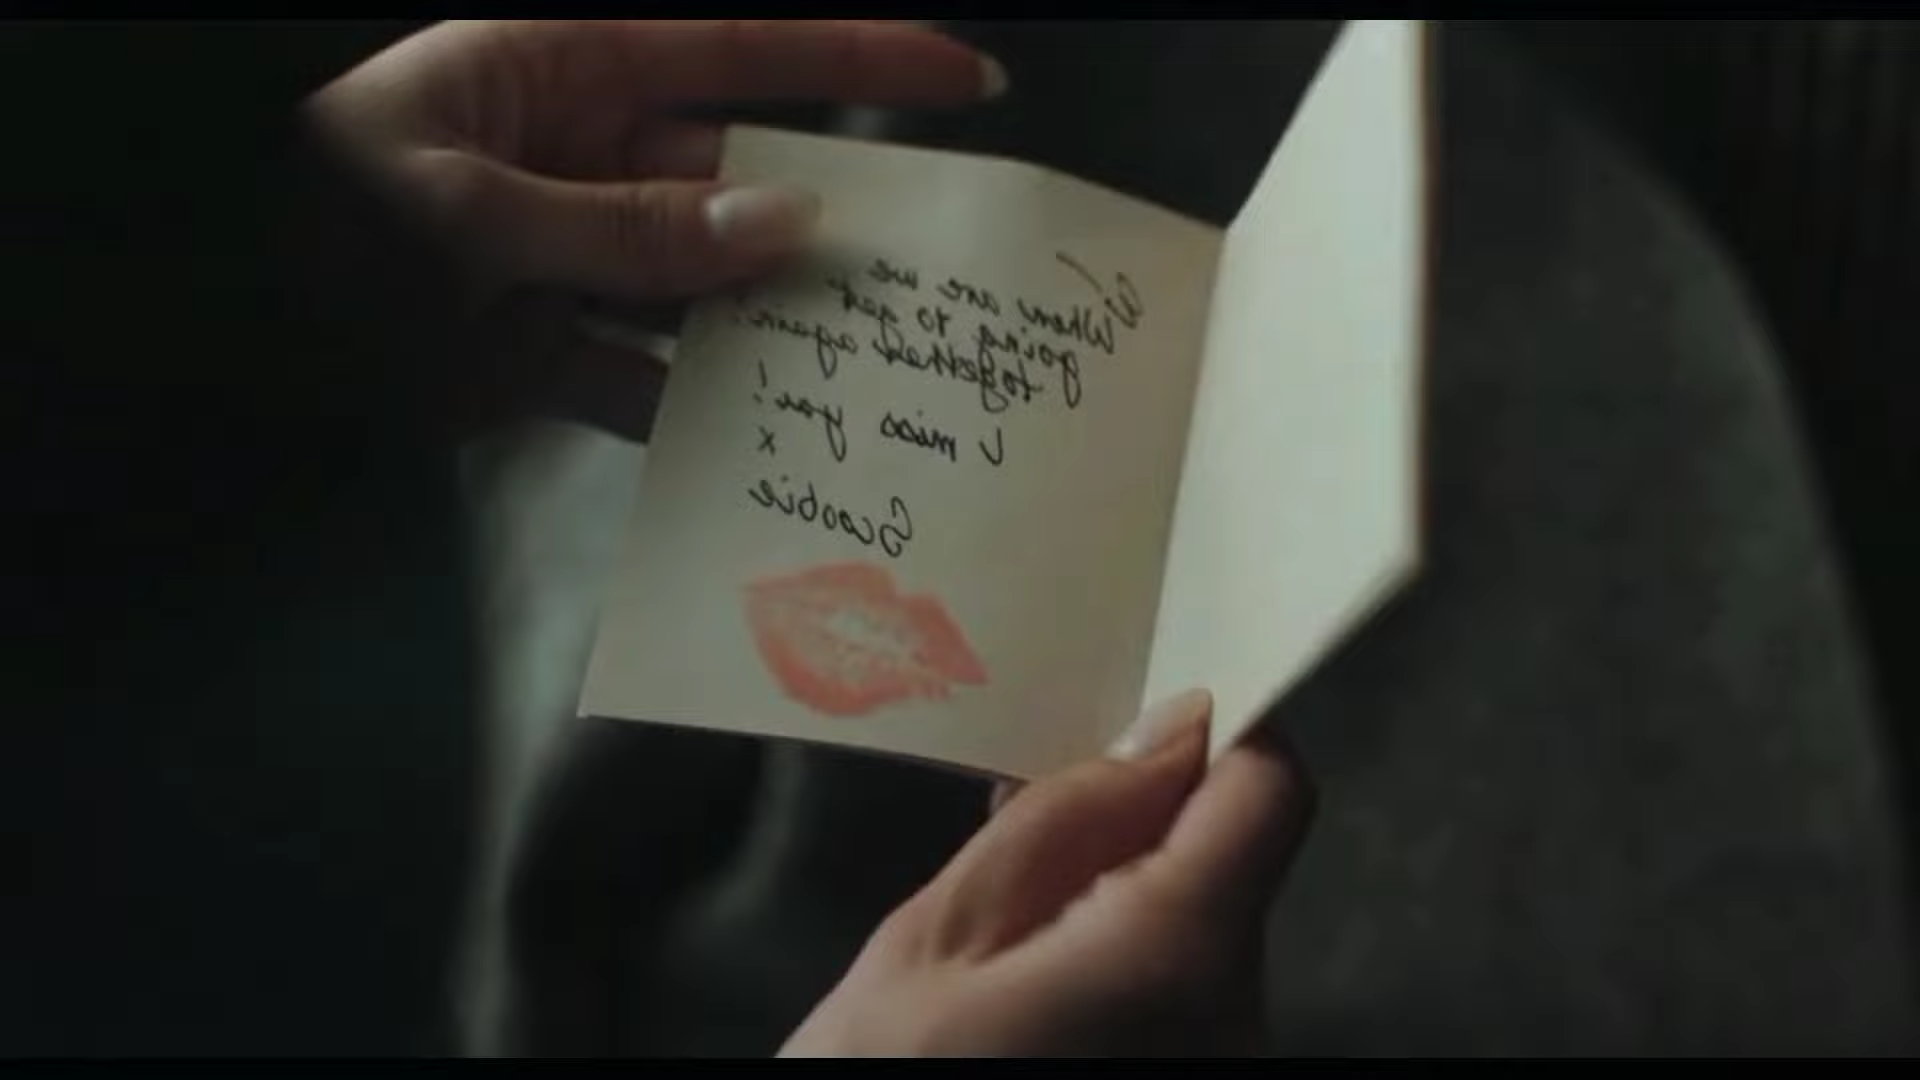 When are we
going to get
together again?
I miss you!
x
Scoobie